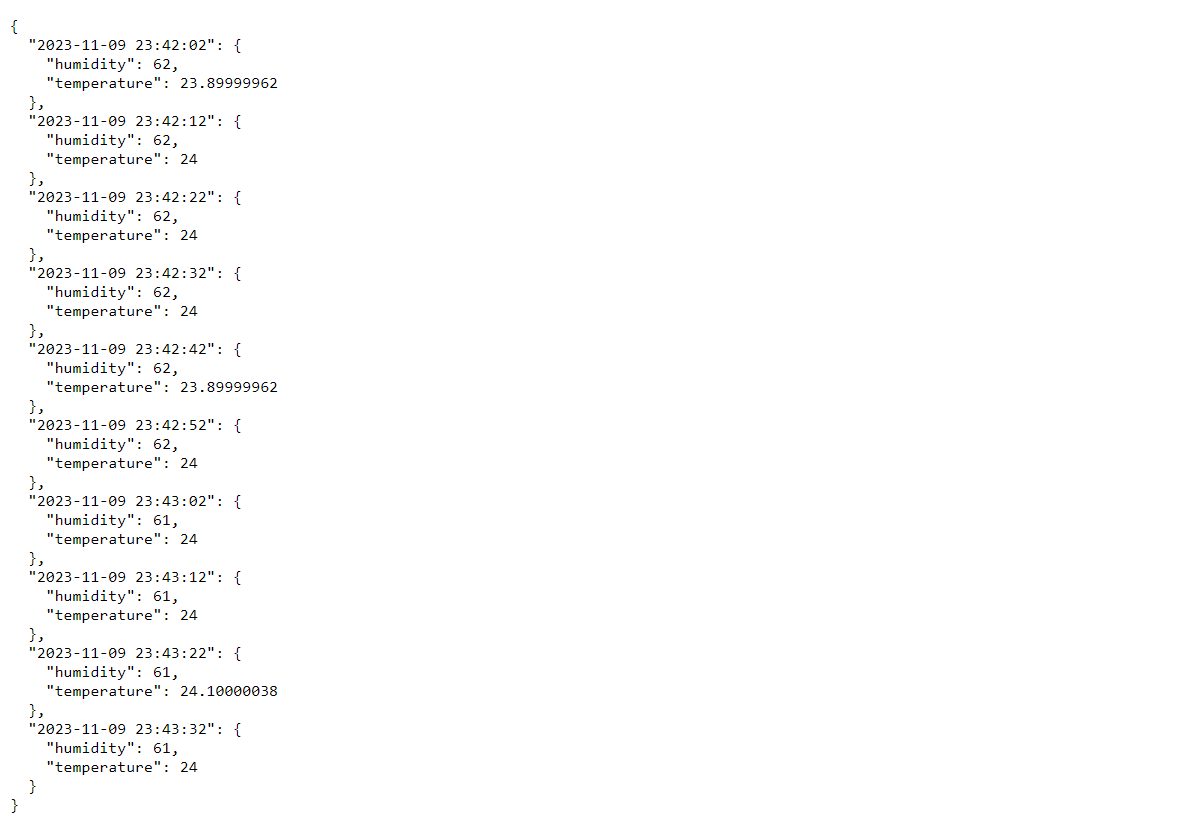 {
  "2023-11-09 23:42:02": {
    "humidity": 62,
    "temperature": 23.89999962
  },
  "2023-11-09 23:42:12": {
    "humidity": 62,
    "temperature": 24
  },
  "2023-11-09 23:42:22": {
    "humidity": 62,
    "temperature": 24
  },
  "2023-11-09 23:42:32": {
    "humidity": 62,
    "temperature": 24
  },
  "2023-11-09 23:42:42": {
    "humidity": 62,
    "temperature": 23.89999962
  },
  "2023-11-09 23:42:52": {
    "humidity": 62,
    "temperature": 24
  },
  "2023-11-09 23:43:02": {
    "humidity": 61,
    "temperature": 24
  },
  "2023-11-09 23:43:12": {
    "humidity": 61,
    "temperature": 24
  },
  "2023-11-09 23:43:22": {
    "humidity": 61,
    "temperature": 24.10000038
  },
  "2023-11-09 23:43:32": {
    "humidity": 61,
    "temperature": 24
  }
}